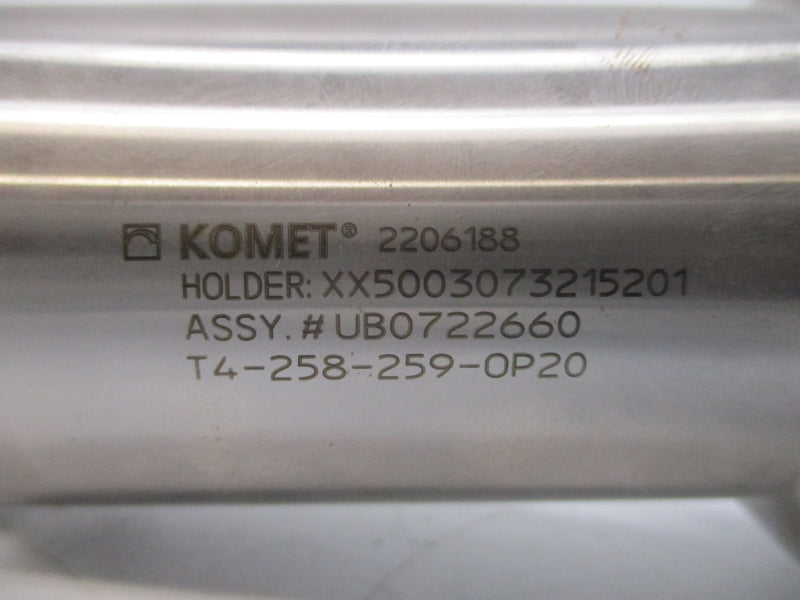 KOMET® 2206188
HOLDER: XX5003073215201
ASSY. # UB0722660
T4-258-259-OP20